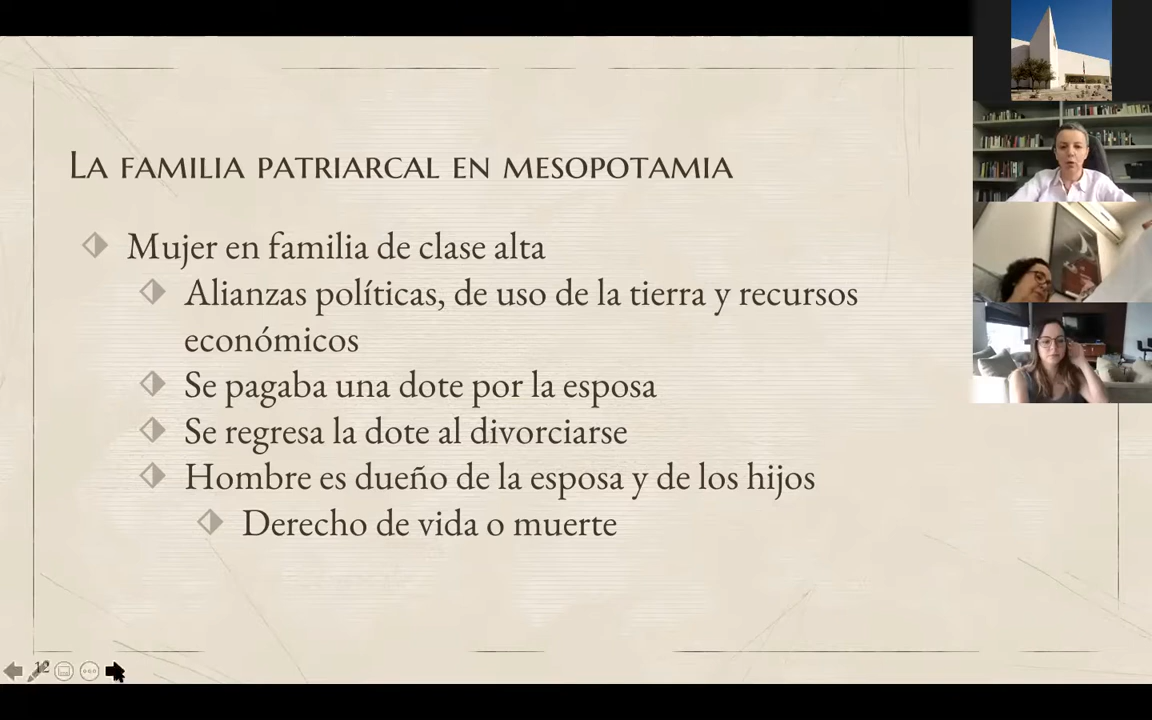 La familia patriarcal en mesopotamia
Mujer en familia de clase alta
Alianzas políticas, de uso de la tierra y recursos
económicos
Se pagaba una dote por la esposa
Se regresa la dote al divorciarse
Hombre es dueño de la esposa y de los hijos
Derecho de vida o muerte
12